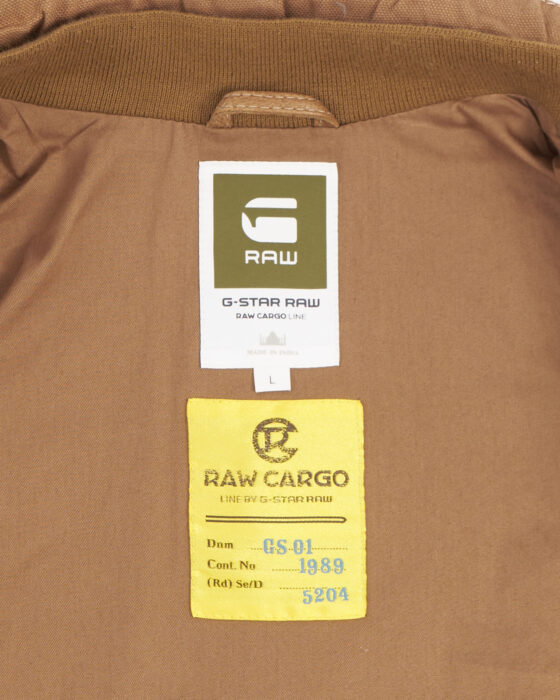 G
RAW
G-STAR RAW
RAW CARGO LINE
MADE IN INDIA
L
RAW CARGO
LINE BY G-STAR RAW
Dnm GS 01
Cont. No 1989
(Rd) Se/D 5204